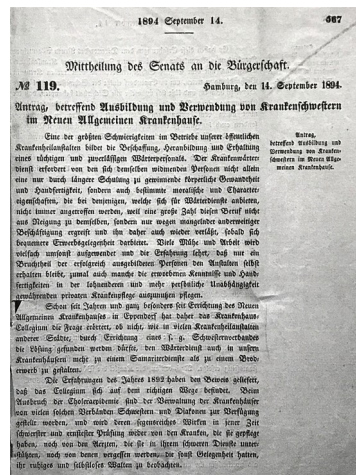 1894 September 14.
567
Mittheilung des Senats an die Bürgerschaft.
№ 119.
Hamburg, den 14. September 1894.
Antrag, betreffend Ausbildung und Verwendung von Krankenschwestern
im Neuen Allgemeinen Krankenhause.
Antrag,
betreffend Ausbildung und
Verwendung von Kranken-
schwestern im Neuen Allge-
meinen Krankenhause.
Eine der größten Schwierigkeiten im Betriebe unserer öffentlichen
Krankenheilanstalten bildet die Beschaffung, Heranbildung und Erhaltung
eines tüchtigen und zuverlässigen Wärterpersonals. Der Krankenwärter-
dienst erfordert von den sich demselben widmenden Personen nicht allein
eine nur durch längere Schulung zu gewinnende körperliche Gewandtheit
und Handfertigkeit, sondern auch bestimmte moralische und Charakter-
eigenschaften, die bei denjenigen, welche sich für Wärterdienste anbieten,
nicht immer angetroffen werden, weil eine große Zahl diesen Beruf nicht
aus Neigung zu demselben, sondern nur wegen mangelnder anderweitiger
Beschäftigung ergreift und ihn daher auch wieder verläßt, sobald sich
bequemere Erwerbsgelegenheit darbietet. Viele Mühe und Arbeit wird
vielfach umsonst aufgewendet und die Erfahrung lehrt, daß nur ein
Bruchtheil der erfolgreich ausgebildeten Personen den Anstalten selbst
erhalten bleibt, zumal auch manche die erworbenen Kenntnisse und Hand-
fertigkeiten in der lohnenderen und mehr persönliche Unabhängigkeit
gewährenden privaten Krankenpflege auszunutzen pflegen.
Schon seit Jahren und ganz besonders seit Errichtung des Neuen
Allgemeinen Krankenhauses in Eppendorf hat daher das Krankenhaus-
Collegium die Frage erörtert, ob nicht, wie in vielen Krankenheilanstalten
anderer Städte, durch Errichtung eines s. g. Schwesternverbandes
die Lösung gefunden werden dürfte, den Wärterdienst auch in unsern
Krankenhäusern mehr zu einem Samariterdienste als zu einem Brod-
erwerb zu gestalten.
Die Erfahrungen des Jahres 1892 haben den Beweis geliefert,
daß das Collegium sich auf dem richtigen Wege befindet. Beim
Ausbruch der Choleraepidemie sind der Verwaltung der Krankenhäuser
von vielen solchen Verbänden Schwestern und Diakonen zur Verfügung
gestellt worden, und wird deren segensreiches Wirken in jener Zeit
schwerster und ernstester Prüfung wieder von den Kranken, die sie gepflegt
haben, noch von den Aerzten, die sie in ihrem schweren Dienste unter-
stützten, noch von denen vergessen werden, die sonst Gelegenheit hatten,
ihr ruhiges und selbstloses Walten zu beobachten.